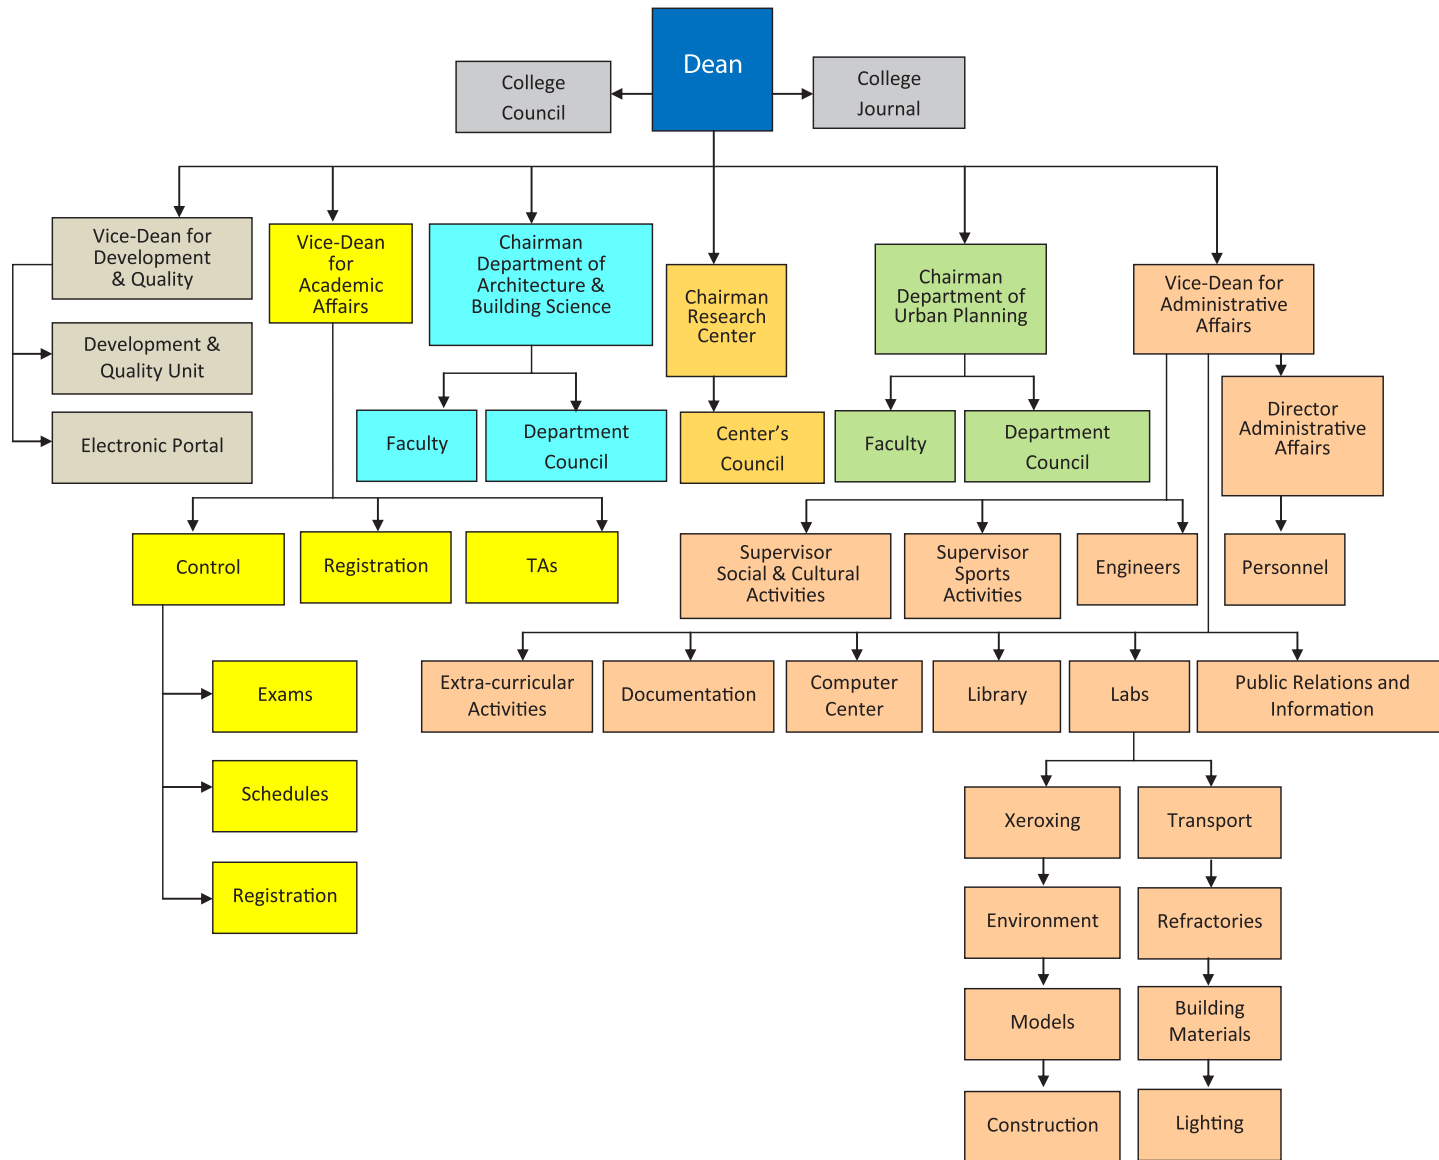 Dean
College
Council
College
Journal
Vice-Dean for
Development
& Quality
Vice-Dean
for
Academic
Affairs
Chairman
Department of
Architecture &
Building Science
Chairman
Research
Center
Chairman
Department of
Urban Planning
Vice-Dean for
Administrative
Affairs
Development &
Quality Unit
Electronic Portal
Faculty
Department
Council
Center’s
Council
Faculty
Department
Council
Director
Administrative
Affairs
Control
Registration
TAs
Supervisor
Social & Cultural
Activities
Supervisor
Sports
Activities
Engineers
Personnel
Exams
Schedules
Registration
Extra-curricular
Activities
Documentation
Computer
Center
Library
Labs
Public Relations and
Information
Xeroxing
Transport
Environment
Refractories
Models
Building
Materials
Construction
Lighting